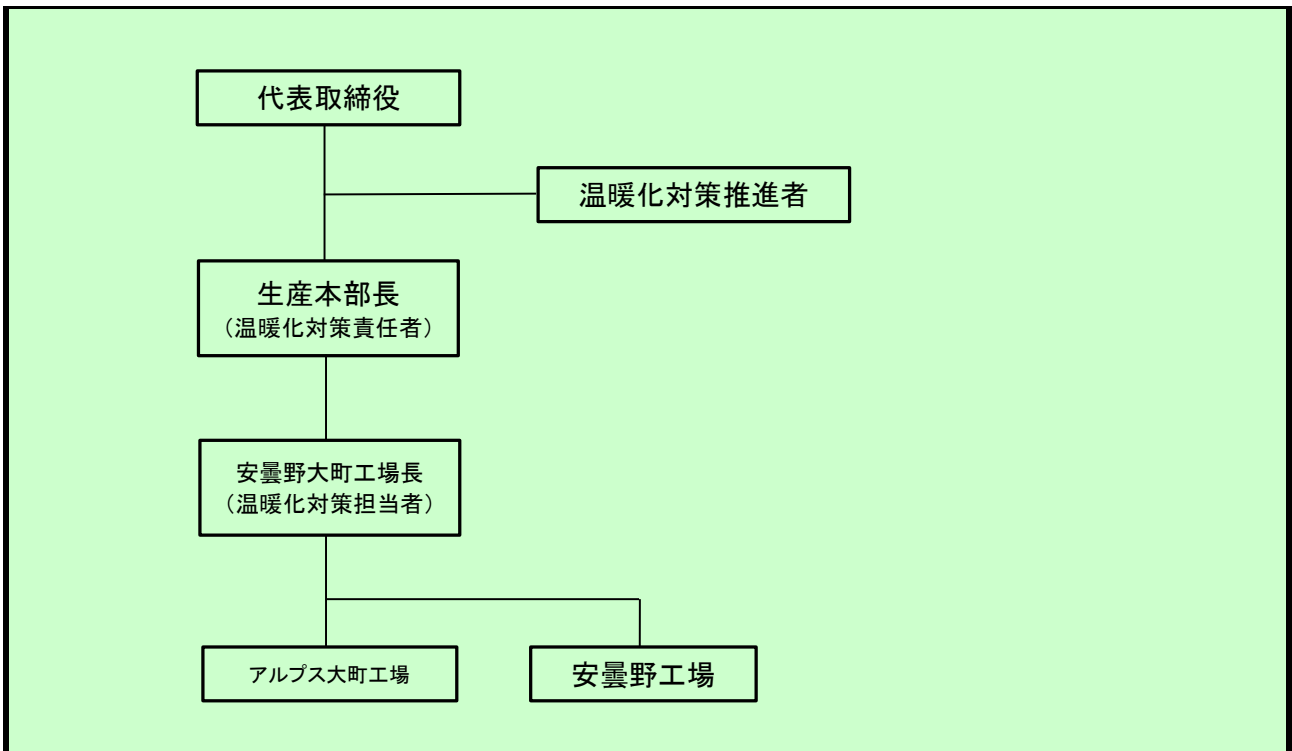 代表取締役
温暖化対策推進者
生産本部長
（温暖化対策責任者）
安曇野大町工場長
（温暖化対策担当者）
アルプス大町工場
安曇野工場